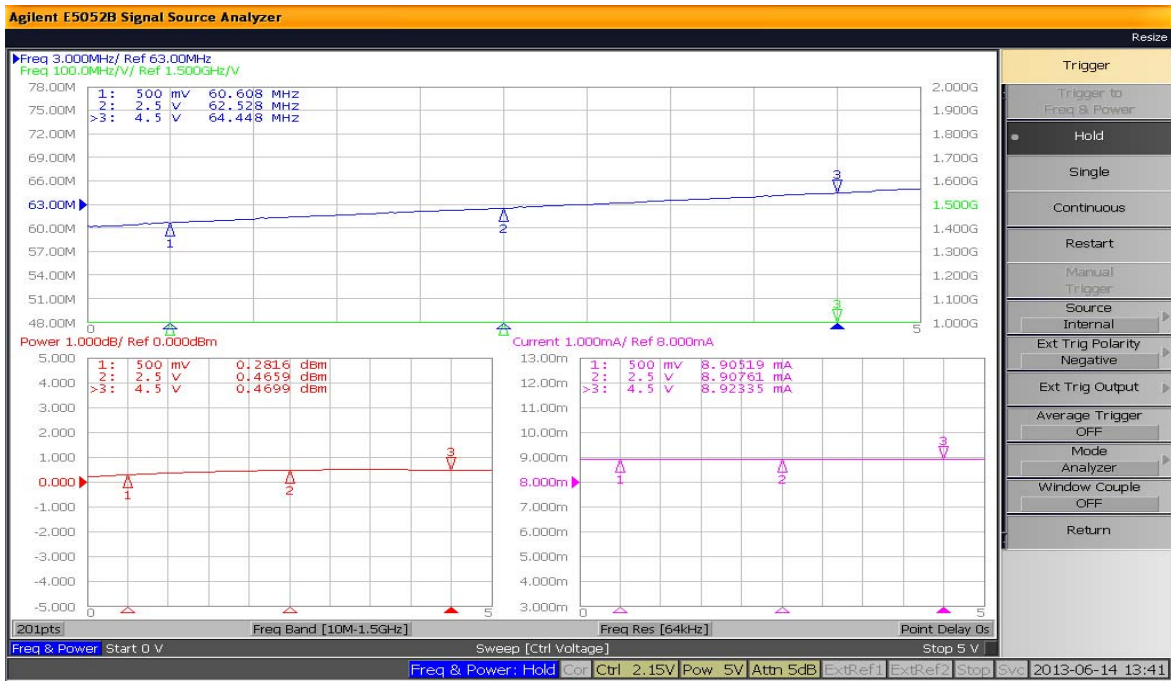 Agilent E5052B Signal Source Analyzer
Resize
Freq 3.000MHz/ Ref 63.00MHz
Freq 100.0MHz/V/ Ref 1.500GHz/V
78.00M
75.00M
72.00M
69.00M
66.00M
63.00M
60.00M
57.00M
54.00M
51.00M
48.00M
1: 500 mV 60.608 MHz
2: 2.5 V 62.528 MHz
>3: 4.5 V 64.448 MHz
1
2
3
3
0
5
2.000G
1.900G
1.800G
1.700G
1.600G
1.500G
1.400G
1.300G
1.200G
1.100G
1.000G
Power 1.000dB/ Ref 0.000dBm
5.000
4.000
3.000
2.000
1.000
0.000
-1.000
-2.000
-3.000
-4.000
-5.000
1: 500 mV 0.2816 dBm
2: 2.5 V 0.4659 dBm
>3: 4.5 V 0.4699 dBm
1
2
3
0
5
Current 1.000mA/ Ref 8.000mA
13.00m
12.00m
11.00m
10.00m
9.000m
8.000m
7.000m
6.000m
5.000m
4.000m
3.000m
1: 500 mV 8.90519 mA
2: 2.5 V 8.90761 mA
>3: 4.5 V 8.92335 mA
1
2
3
0
5
201pts
Freq Band [10M-1.5GHz]
Freq Res [64kHz]
Point Delay 0s
Freq & Power Start 0 V
Sweep [Ctrl Voltage]
Stop 5 V
Trigger
Trigger to
Freq & Power
Hold
Single
Continuous
Restart
Manual
Trigger
Source
Internal
Ext Trig Polarity
Negative
Ext Trig Output
Average Trigger
OFF
Mode
Analyzer
Window Couple
OFF
Return
Freq & Power: Hold Cor Ctrl 2.15V Pow 5V Attn 5dB ExtRef1 ExtRef2 Stop Svc 2013-06-14 13:41